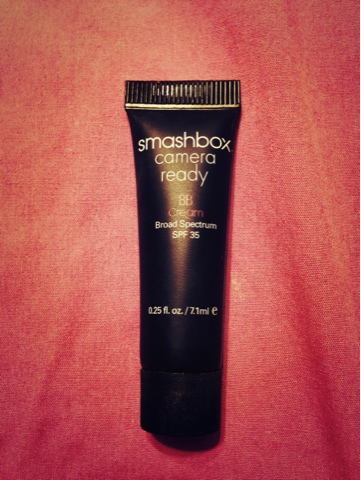 smashbox
camera
ready
BB
Cream
Broad Spectrum
SPF 35
0.25 fl. oz. / 7.1ml ℮